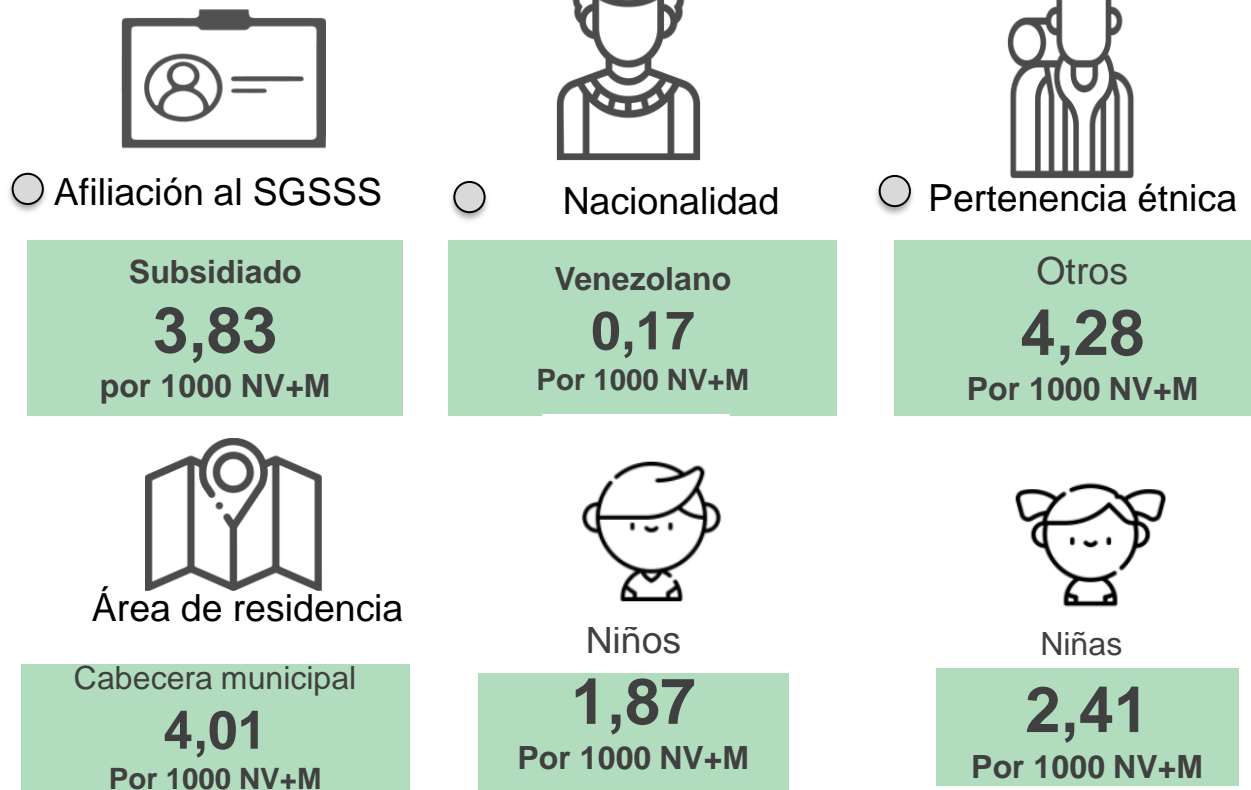 Afiliación al SGSSS
Nacionalidad
Pertenencia étnica
Subsidiado
3,83
por 1000 NV+M
Venezolano
0,17
Por 1000 NV+M
Otros
4,28
Por 1000 NV+M
Área de residencia
Cabecera municipal
4,01
Por 1000 NV+M
Niños
1,87
Por 1000 NV+M
Niñas
2,41
Por 1000 NV+M